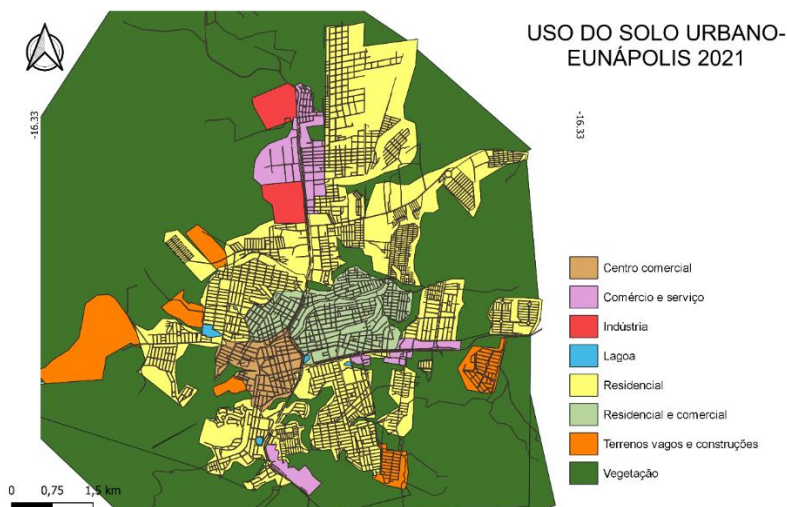 USO DO SOLO URBANO-
EUNÁPOLIS 2021
-16.33
-16.33
Centro comercial
Comércio e serviço
Indústria
Lagoa
Residencial
Residencial e comercial
Terrenos vagos e construções
Vegetação
0 0,75 1,5 km